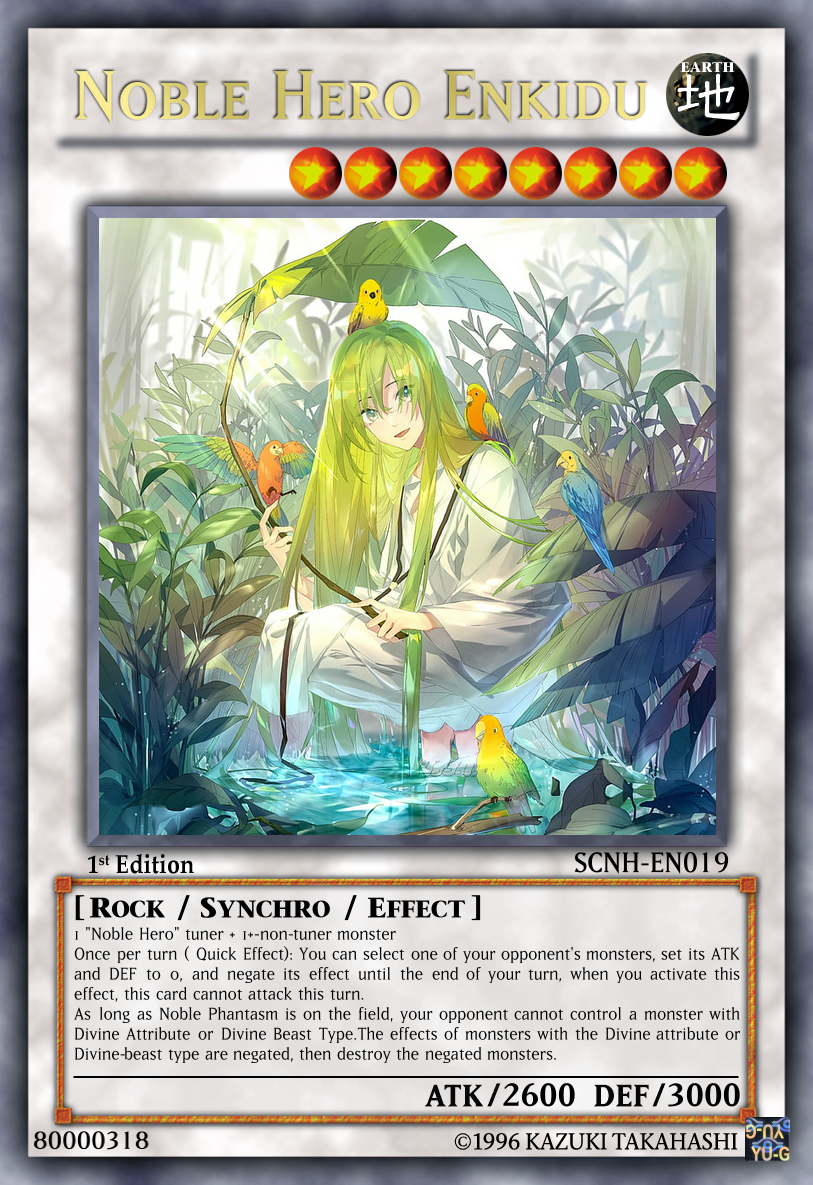 NOBLE HERO ENKIDU
EARTH
地
1st Edition
SCNH-EN019
[ ROCK / SYNCHRO / EFFECT ]
1 "Noble Hero" tuner + 1+-non-tuner monster
Once per turn ( Quick Effect): You can select one of your opponent's monsters, set its ATK
and DEF to 0, and negate its effect until the end of your turn, when you activate this
effect, this card cannot attack this turn.
As long as Noble Phantasm is on the field, your opponent cannot control a monster with
Divine Attribute or Divine Beast Type.The effects of monsters with the Divine attribute or
Divine-beast type are negated, then destroy the negated monsters.
ATK/2600 DEF/3000
80000318
©1996 KAZUKI TAKAHASHI
YU-G